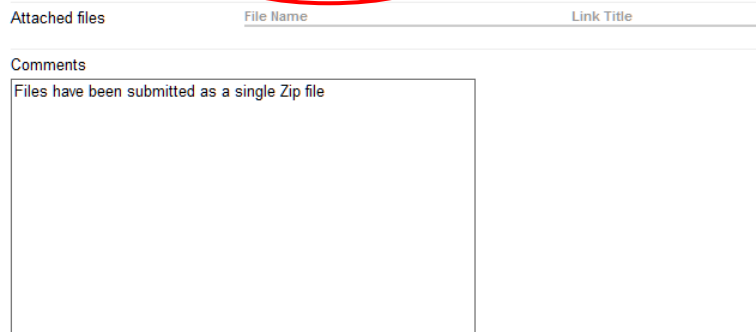 Attached files File Name Link Title
Comments
Files have been submitted as a single Zip file